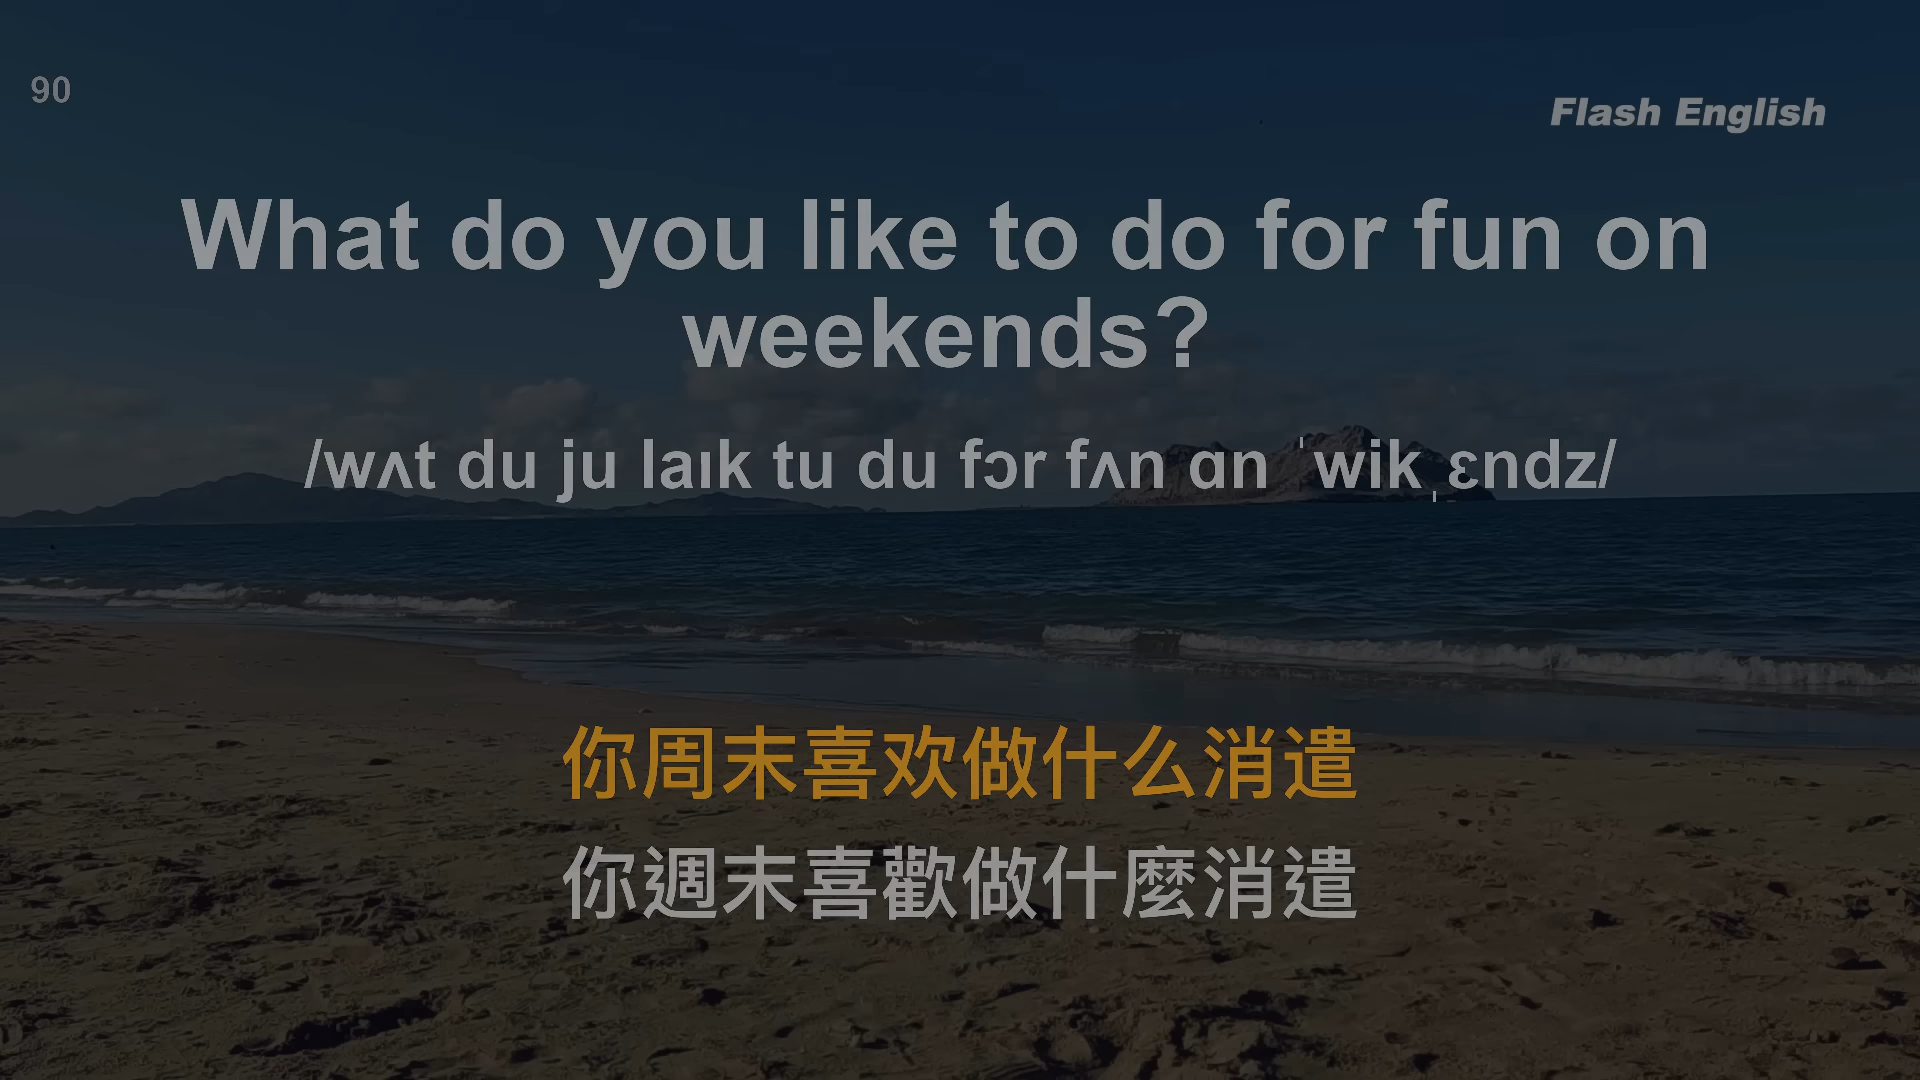 90
Flash English
What do you like to do for fun on
weekends?
/wʌt du ju laɪk tu du fɔr fʌn ɑn ˈwikˌɛndz/
你周末喜欢做什么消遣
你週末喜歡做什麼消遣